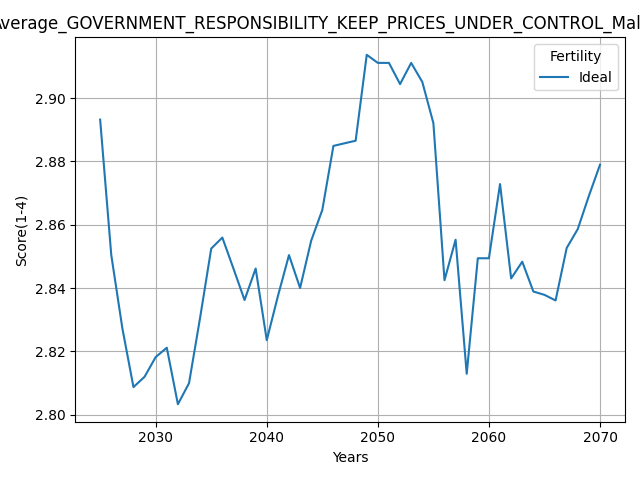 Average_GOVERNMENT_RESPONSIBILITY_KEEP_PRICES_UNDER_CONTROL_Mal
Fertility
Ideal
Score(1-4)
2.90
2.88
2.86
2.84
2.82
2.80
2030 2040 2050 2060 2070
Years